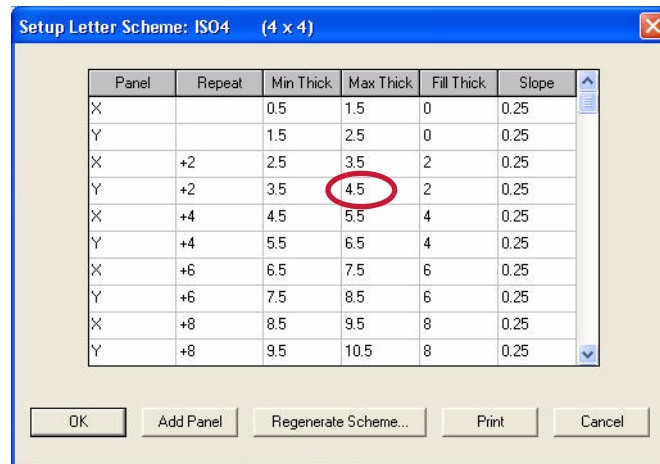 Setup Letter Scheme: ISO4 (4 x 4)
Panel Repeat Min Thick Max Thick Fill Thick Slope
X 0.5 1.5 0 0.25
Y 1.5 2.5 0 0.25
X +2 2.5 3.5 2 0.25
Y +2 3.5 4.5 2 0.25
X +4 4.5 5.5 4 0.25
Y +4 5.5 6.5 4 0.25
X +6 6.5 7.5 6 0.25
Y +6 7.5 8.5 6 0.25
X +8 8.5 9.5 8 0.25
Y +8 9.5 10.5 8 0.25
OK Add Panel Regenerate Scheme... Print Cancel